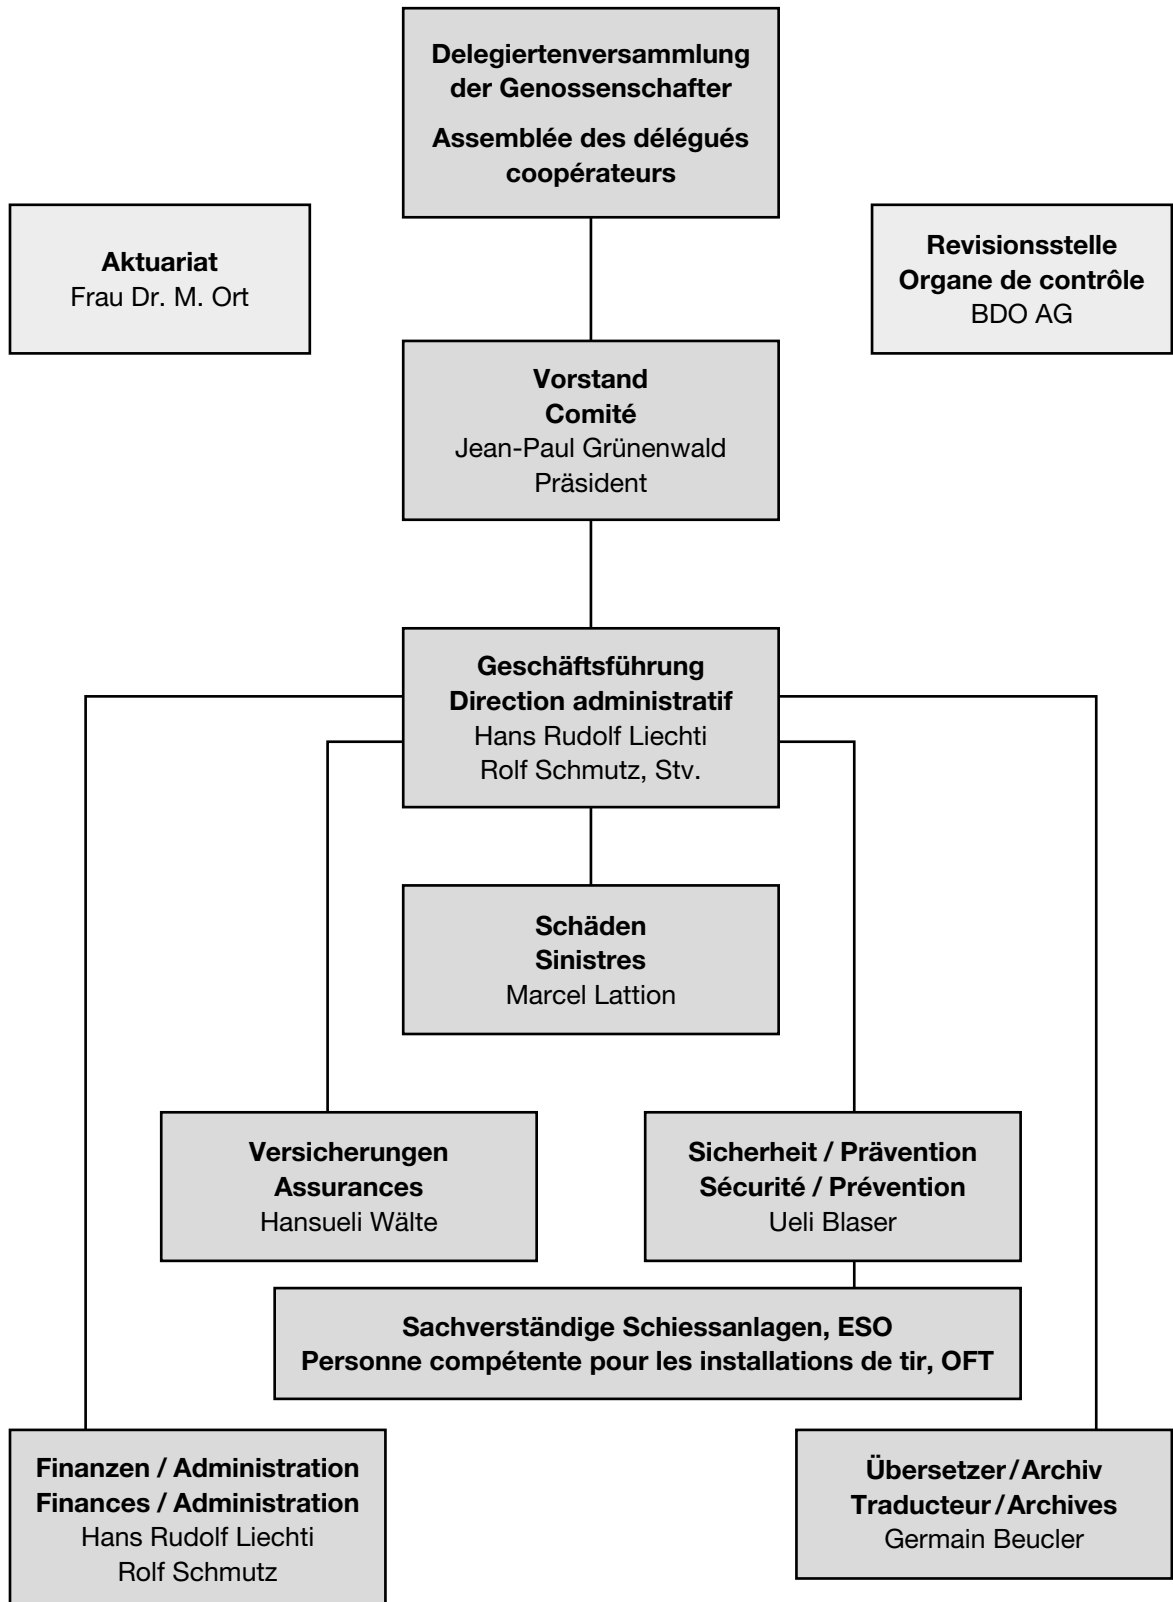 Delegiertenversammlung
der Genossenschafter
Assemblée des délégués
coopérateurs
Aktuariat
Frau Dr. M. Ort
Revisionsstelle
Organe de contrôle
BDO AG
Vorstand
Comité
Jean-Paul Grünenwald
Präsident
Geschäftsführung
Direction administratif
Hans Rudolf Liechti
Rolf Schmutz, Stv.
Schäden
Sinistres
Marcel Lattion
Versicherungen
Assurances
Hansueli Wälte
Sicherheit / Prävention
Sécurité / Prévention
Ueli Blaser
Sachverständige Schiessanlagen, ESO
Personne compétente pour les installations de tir, OFT
Finanzen / Administration
Finances / Administration
Hans Rudolf Liechti
Rolf Schmutz
Übersetzer / Archiv
Traducteur / Archives
Germain Beucler